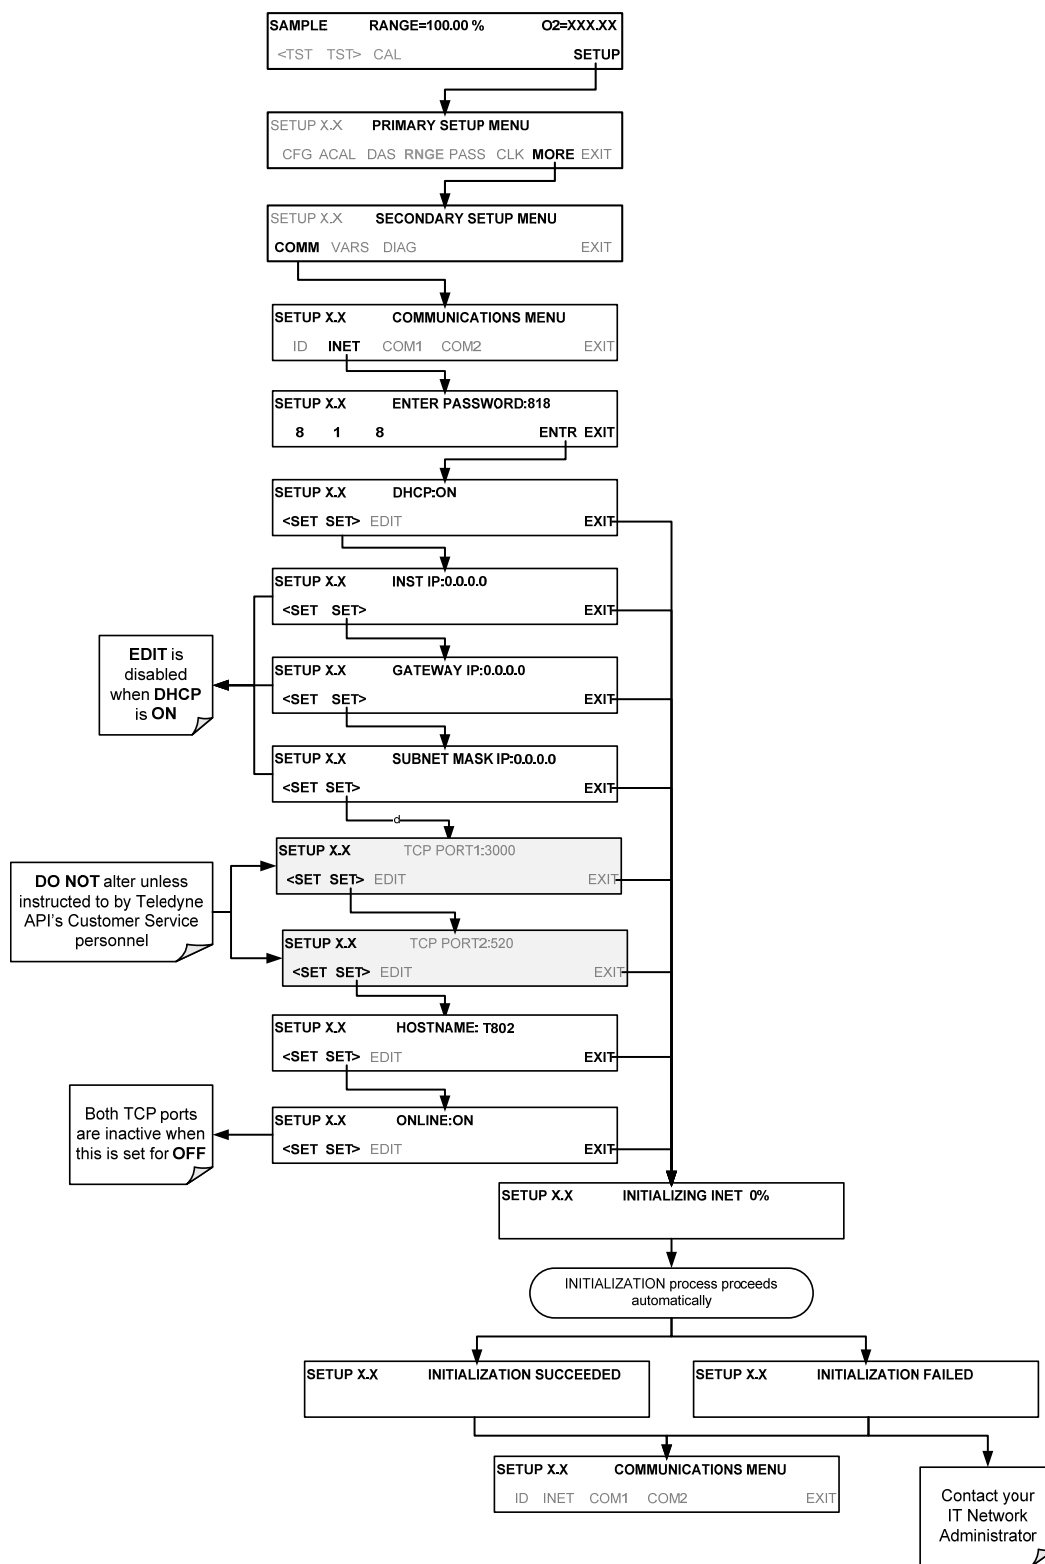 SAMPLE RANGE=100.00 % O2=XXX.XX
<TST TST> CAL SETUP
SETUP X.X PRIMARY SETUP MENU
CFG ACAL DAS RNGE PASS CLK MORE EXIT
SETUP X.X SECONDARY SETUP MENU
COMM VARS DIAG EXIT
SETUP X.X COMMUNICATIONS MENU
ID INET COM1 COM2 EXIT
SETUP X.X ENTER PASSWORD:818
8 1 8 ENTR EXIT
SETUP X.X DHCP:ON
<SET SET> EDIT EXIT
SETUP X.X INST IP:0.0.0.0
<SET SET> EXIT
EDIT is
disabled
when DHCP
is ON
SETUP X.X GATEWAY IP:0.0.0.0
<SET SET> EXIT
SETUP X.X SUBNET MASK IP:0.0.0.0
<SET SET> EXIT
d
SETUP X.X TCP PORT1:3000
<SET SET> EDIT EXIT
DO NOT alter unless
instructed to by Teledyne
API's Customer Service
personnel
SETUP X.X TCP PORT2:520
<SET SET> EDIT EXIT
SETUP X.X HOSTNAME: T802
<SET SET> EDIT EXIT
Both TCP ports
are inactive when
this is set for OFF
SETUP X.X ONLINE:ON
<SET SET> EDIT EXIT
SETUP X.X INITIALIZING INET 0%
INITIALIZATION process proceeds
automatically
SETUP X.X INITIALIZATION SUCCEEDED
SETUP X.X INITIALIZATION FAILED
SETUP X.X COMMUNICATIONS MENU
ID INET COM1 COM2 EXIT
Contact your
IT Network
Administrator